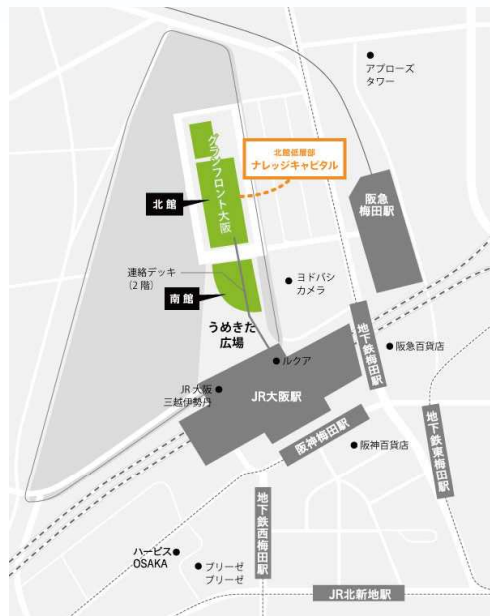 アプローズ
タワー
グランフロント大阪
北館低層部
ナレッジキャピタル
北館
阪急
梅田駅
連絡デッキ
(2 階)
南館
ヨドバシ
カメラ
うめきた
広場
地下鉄梅田駅
阪急百貨店
ルクア
JR 大阪
三越伊勢丹
JR大阪駅
阪神梅田駅
阪神百貨店
地下鉄東梅田駅
地下鉄西梅田駅
ハービス
OSAKA
ブリーゼ
ブリーゼ
JR北新地駅